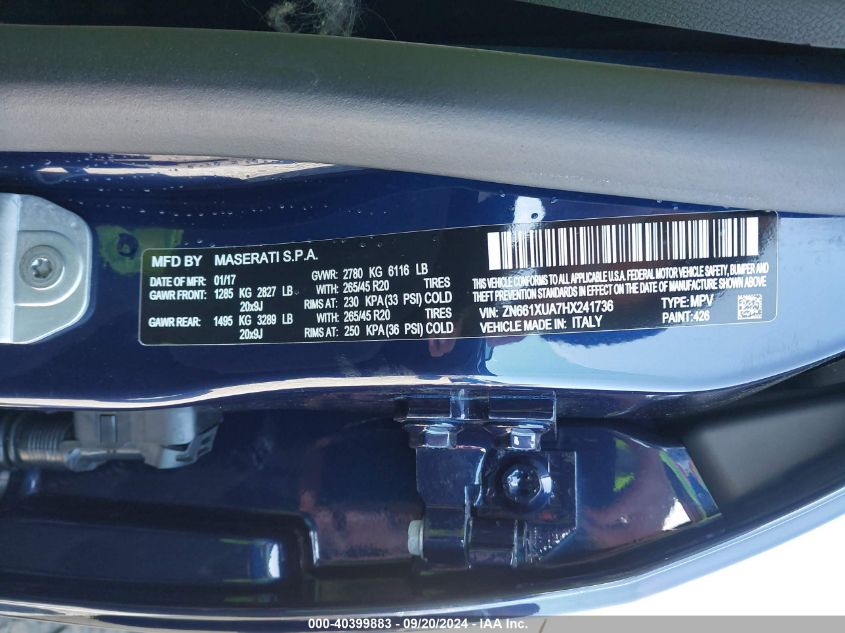 MFD BY MASERATI S.P.A.
DATE OF MFR: 01/17 GVWR: 2780 KG 6116 LB
GAWR FRONT: 1285 KG 2827 LB WITH: 265/45 R20 TIRES
20x9J RIMS AT: 230 KPA(33 PSI) COLD
GAWR REAR: 1495 KG 3289 LB WITH: 265/45 R20 TIRES
20x9J RIMS AT: 250 KPA(36 PSI) COLD
THIS VEHICLE CONFORMS TO ALL APPLICABLE U.S.A. FEDERAL MOTOR VEHICLE SAFETY, BUMPER AND
THEFT PREVENTION STANDARDS IN EFFECT ON THE DATE OF MANUFACTURE SHOWN ABOVE
VIN: ZN661XUA7HX241736 TYPE: MPV
VEHICLE MADE IN: ITALY PAINT: 426
000-40399883 - 09/20/2024 - IAA Inc.